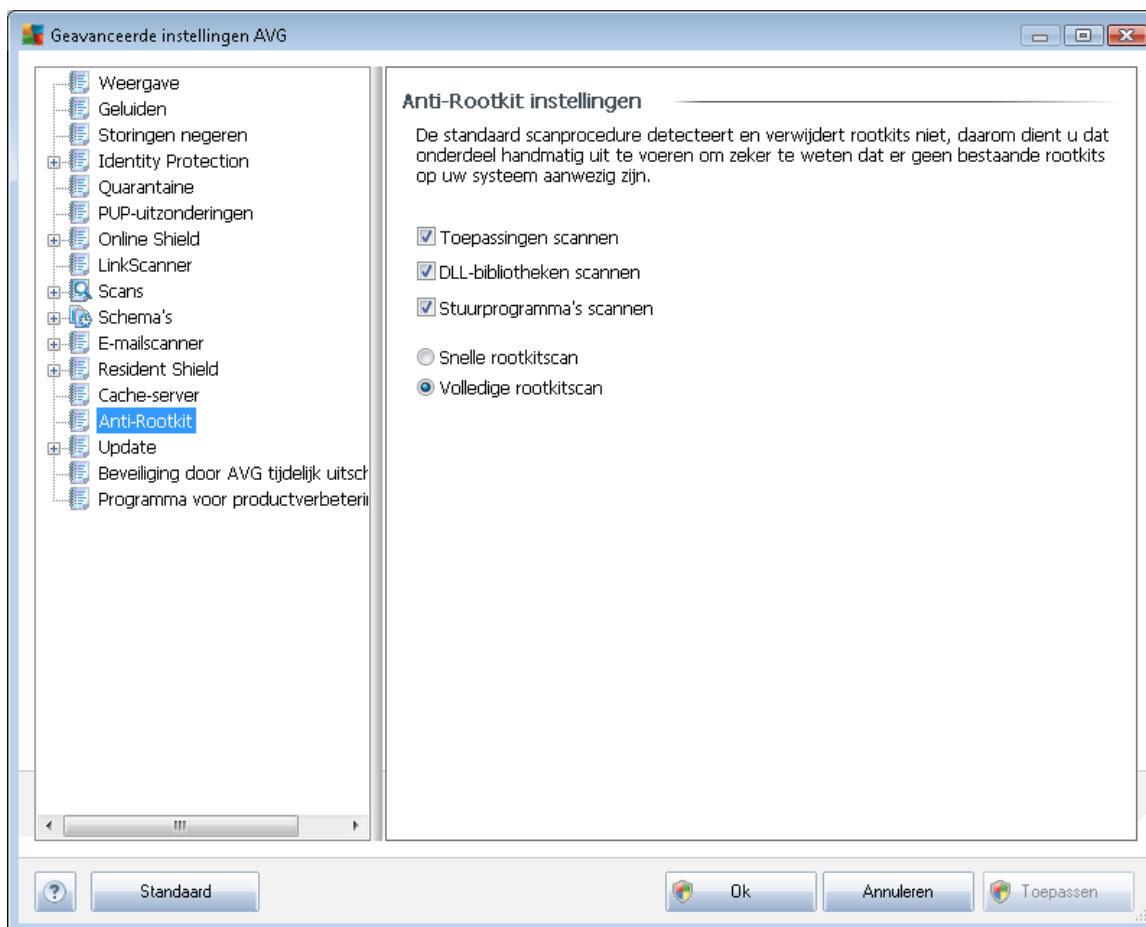 Geavanceerde instellingen AVG
Weergave
Geluiden
Storingen negeren
Identity Protection
Quarantaine
PUP-uitzonderingen
Online Shield
LinkScanner
Scans
Schema's
E-mailscanner
Resident Shield
Cache-server
Anti-Rootkit
Update
Beveiliging door AVG tijdelijk uitsch
Programma voor productverbeterin
Anti-Rootkit instellingen
De standaard scanprocedure detecteert en verwijdert rootkits niet, daarom dient u dat
onderdeel handmatig uit te voeren om zeker te weten dat er geen bestaande rootkits
op uw systeem aanwezig zijn.
Toepassingen scannen
DLL-bibliotheken scannen
Stuurprogramma's scannen
Snelle rootkitscan
Volledige rootkitscan
?
Standaard
Ok
Annuleren
Toepassen